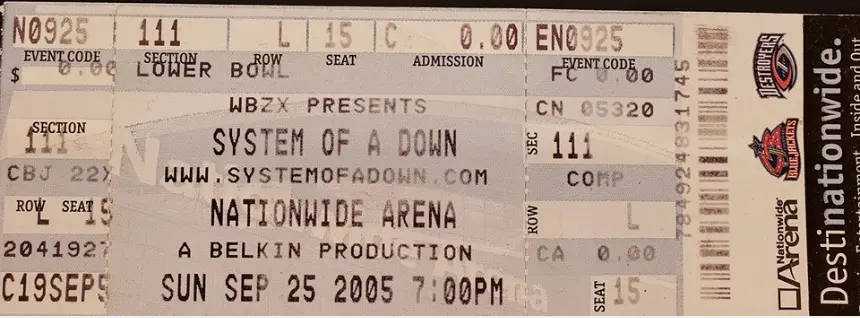 N0925 111 L 15 C 0.00 EN0925
EVENT CODE SECTION ROW SEAT ADMISSION EVENT CODE
$ 0.00 LOWER BOWL FC 0.00
WBZX PRESENTS CN 05320
SECTION
111 SYSTEM OF A DOWN SEC 111
CBJ 22X WWW.SYSTEMOFADOWN.COM COMP
ROW SEAT
L 15 NATIONWIDE ARENA ROW L
2041927 A BELKIN PRODUCTION CA 0.00
C19SEP5 SUN SEP 25 2005 7:00PM SEAT 15
784924831745
DESTROYERS
BLUE JACKETS
Nationwide
Arena
Destinationwide.